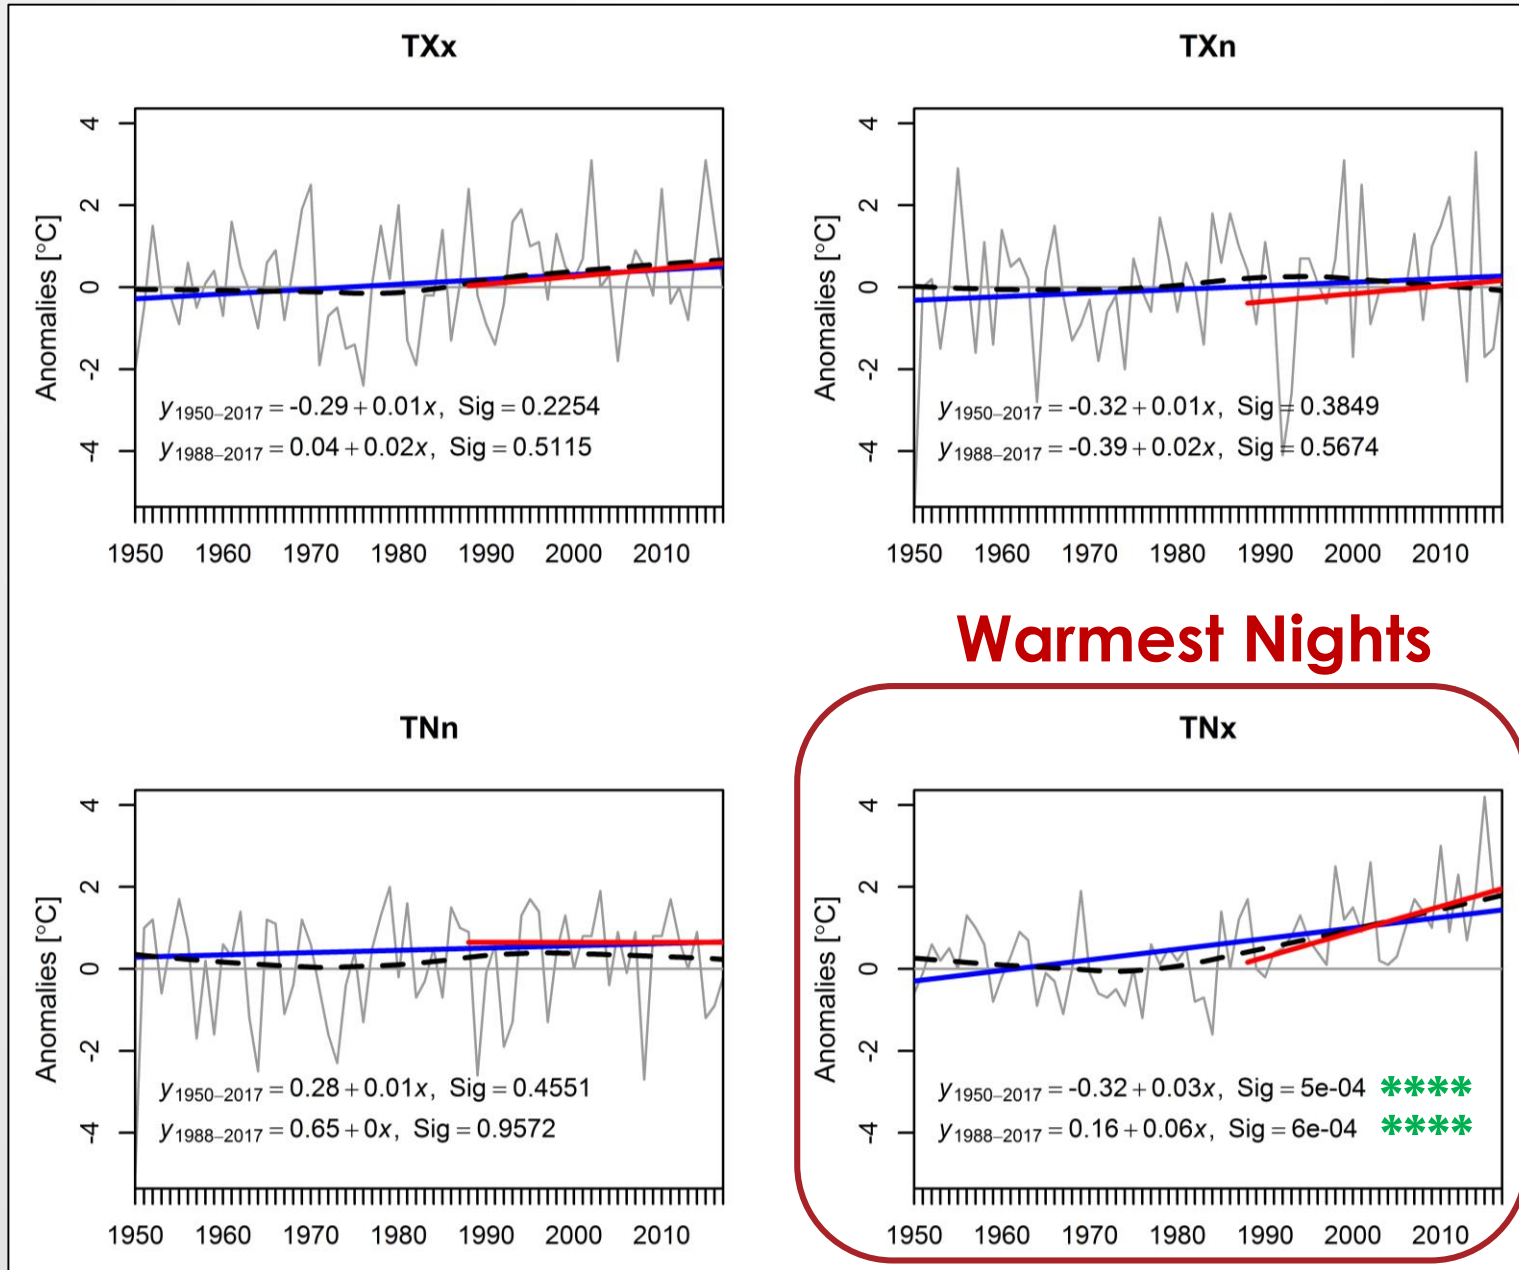 TXx
Anomalies [°C]
4
2
0
-2
-4
y1950–2017 = -0.29 + 0.01x, Sig = 0.2254
y1988–2017 = 0.04 + 0.02x, Sig = 0.5115
1950 1960 1970 1980 1990 2000 2010
TXn
Anomalies [°C]
4
2
0
-2
-4
y1950–2017 = -0.32 + 0.01x, Sig = 0.3849
y1988–2017 = -0.39 + 0.02x, Sig = 0.5674
1950 1960 1970 1980 1990 2000 2010
TNn
Anomalies [°C]
4
2
0
-2
-4
y1950–2017 = 0.28 + 0.01x, Sig = 0.4551
y1988–2017 = 0.65 + 0x, Sig = 0.9572
1950 1960 1970 1980 1990 2000 2010
Warmest Nights
TNx
Anomalies [°C]
4
2
0
-2
-4
y1950–2017 = -0.32 + 0.03x, Sig = 5e-04 ****
y1988–2017 = 0.16 + 0.06x, Sig = 6e-04 ****
1950 1960 1970 1980 1990 2000 2010